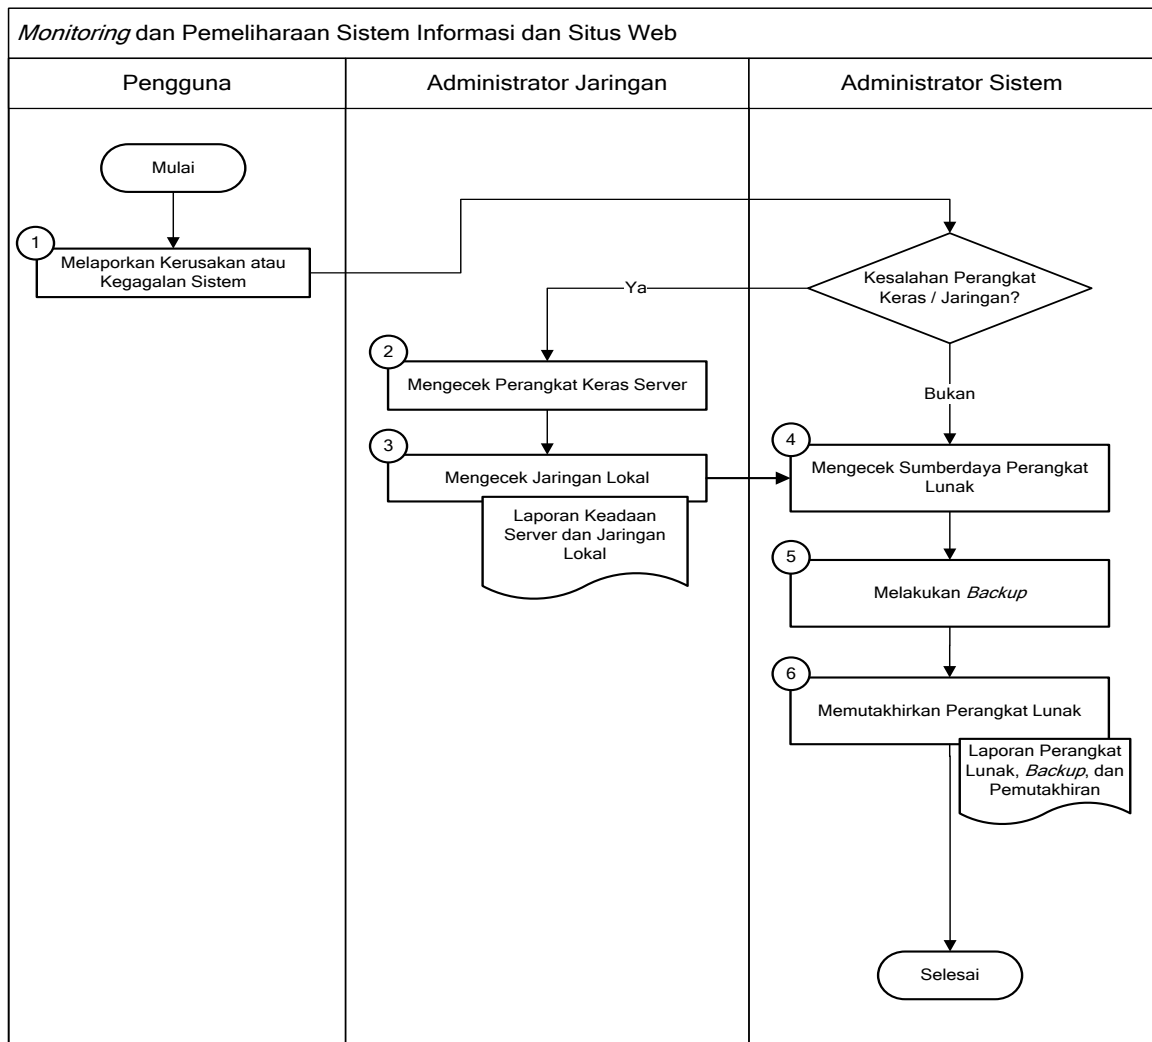 Monitoring dan Pemeliharaan Sistem Informasi dan Situs Web
Pengguna
Administrator Jaringan
Administrator Sistem
Mulai
1
Melaporkan Kerusakan atau
Kegagalan Sistem
Kesalahan Perangkat
Keras / Jaringan?
Ya
Bukan
2
Mengecek Perangkat Keras Server
3
Mengecek Jaringan Lokal
Laporan Keadaan
Server dan Jaringan
Lokal
4
Mengecek Sumberdaya Perangkat
Lunak
5
Melakukan Backup
6
Memutakhirkan Perangkat Lunak
Laporan Perangkat
Lunak, Backup, dan
Pemutakhiran
Selesai